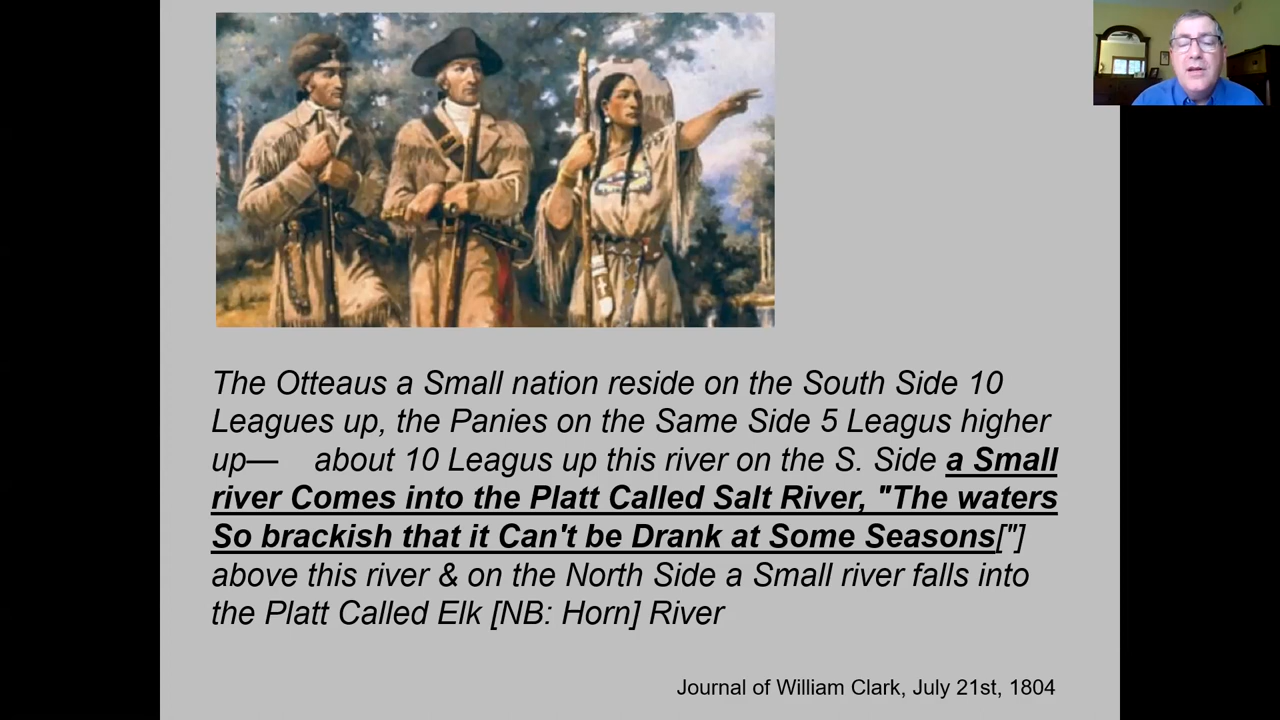 The Otteaus a Small nation reside on the South Side 10
Leagues up, the Panies on the Same Side 5 Leagus higher
up— about 10 Leagus up this river on the S. Side a Small
river Comes into the Platt Called Salt River, "The waters
So brackish that it Can't be Drank at Some Seasons["]
above this river & on the North Side a Small river falls into
the Platt Called Elk [NB: Horn] River
Journal of William Clark, July 21st, 1804